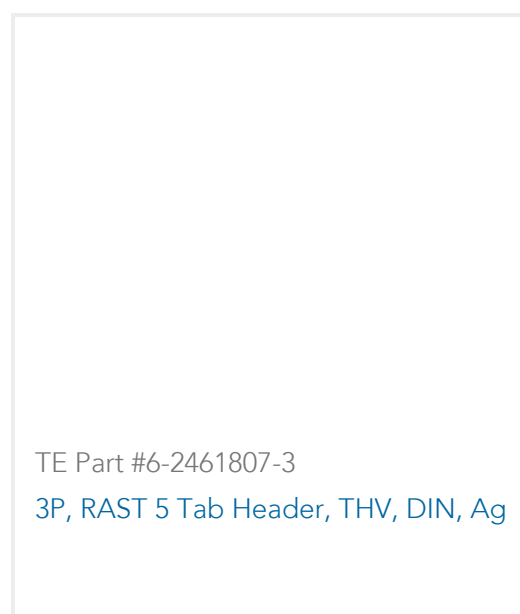 TE Part #6-2461807-3
3P, RAST 5 Tab Header, THV, DIN, Ag